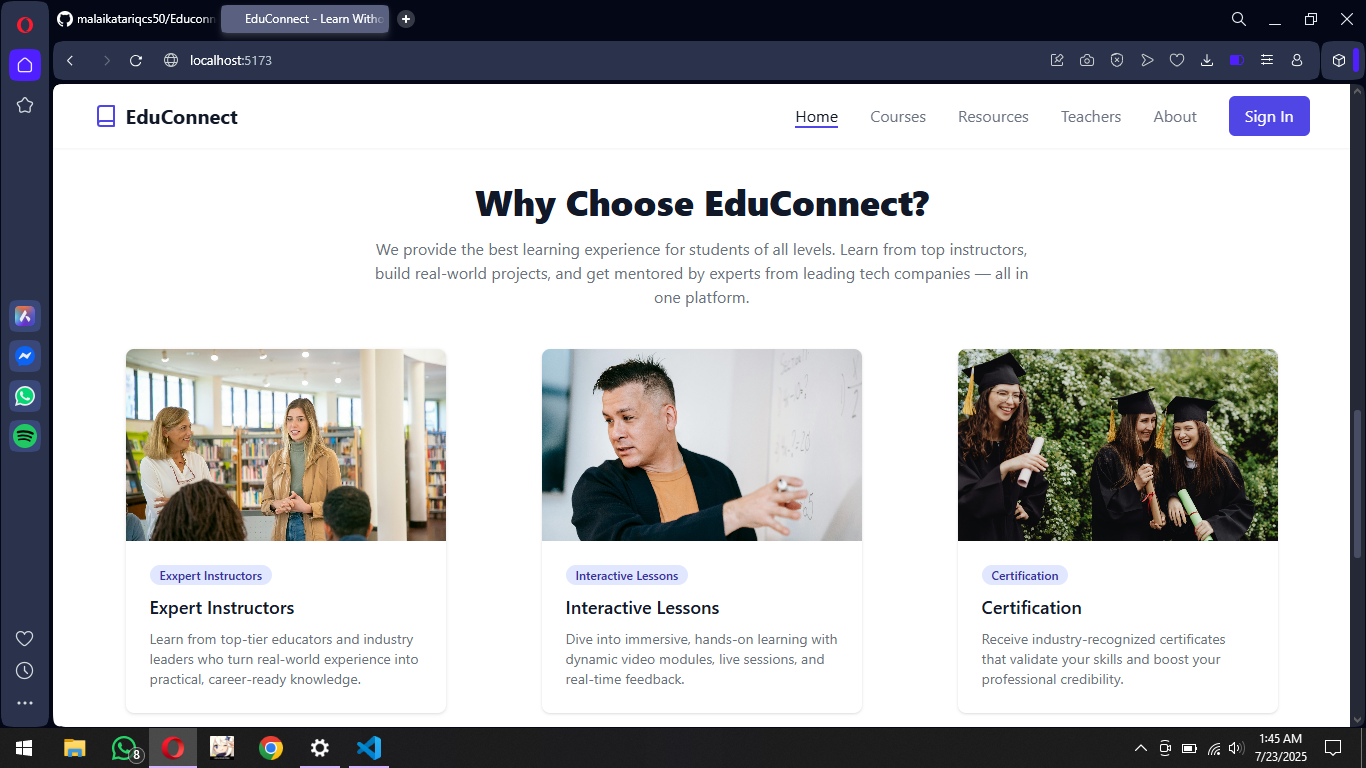 malaikatariqcs50/Educonn
EduConnect - Learn Witho
localhost:5173
EduConnect
Home
Courses
Resources
Teachers
About
Sign In
Why Choose EduConnect?
We provide the best learning experience for students of all levels. Learn from top instructors,
build real-world projects, and get mentored by experts from leading tech companies — all in
one platform.
Exxpert Instructors
Expert Instructors
Learn from top-tier educators and industry
leaders who turn real-world experience into
practical, career-ready knowledge.
Interactive Lessons
Interactive Lessons
Dive into immersive, hands-on learning with
dynamic video modules, live sessions, and
real-time feedback.
Certification
Certification
Receive industry-recognized certificates
that validate your skills and boost your
professional credibility.
8
1:45 AM
7/23/2025